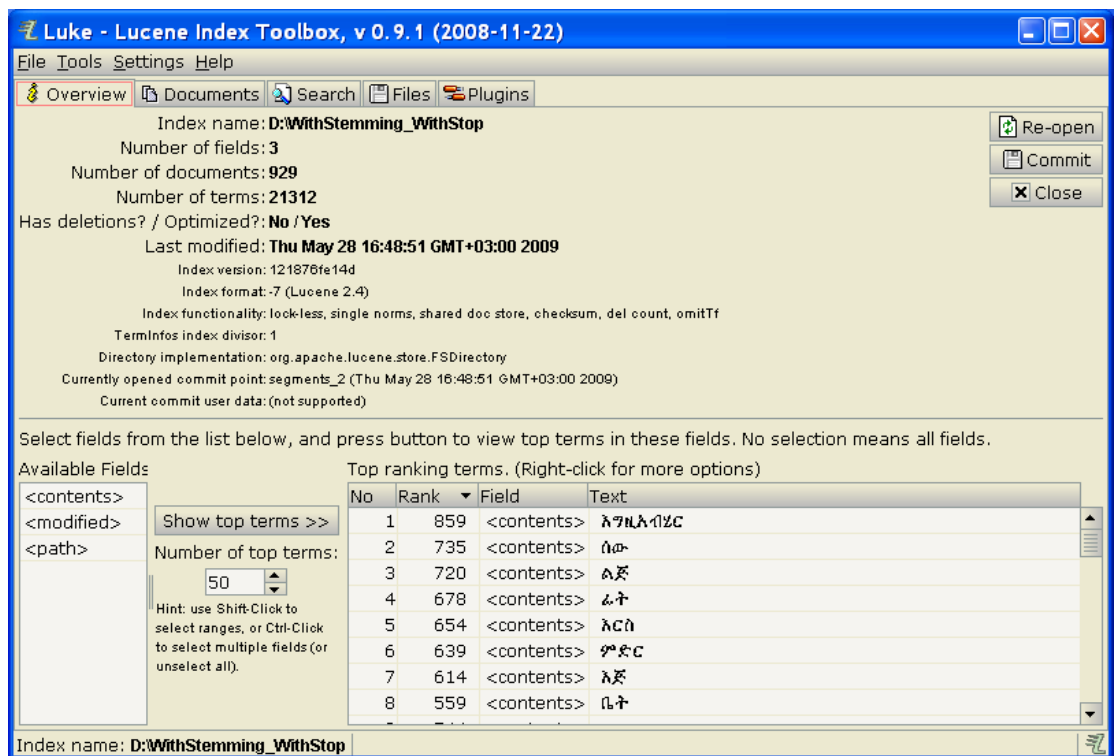 Luke - Lucene Index Toolbox, v 0.9.1 (2008-11-22)
File Tools Settings Help
Overview Documents Search Files Plugins
Index name: D:\WithStemming_WithStop
Re-open
Number of fields: 3
Commit
Number of documents: 929
Number of terms: 21312
Close
Has deletions? / Optimized?: No / Yes
Last modified: Thu May 28 16:48:51 GMT+03:00 2009
Index version: 121876fe14d
Index format: -7 (Lucene 2.4)
Index functionality: lock-less, single norms, shared doc store, checksum, del count, omitTf
TermInfos index divisor: 1
Directory implementation: org.apache.lucene.store.FSDirectory
Currently opened commit point: segments_2 (Thu May 28 16:48:51 GMT+03:00 2009)
Current commit user data: (not supported)
Select fields from the list below, and press button to view top terms in these fields. No selection means all fields.
Available Fields
<contents>
<modified>
<path>
Show top terms >>
Number of top terms:
50
Hint: use Shift-Click to
select ranges, or Ctrl-Click
to select multiple fields (or
unselect all).
Top ranking terms. (Right-click for more options)
No Rank Field Text
1 859 <contents> እግዚአብሄር
2 735 <contents> ሰው
3 720 <contents> ልጅ
4 678 <contents> ፊት
5 654 <contents> እርስ
6 639 <contents> ምድር
7 614 <contents> እጅ
8 559 <contents> ቤት
Index name: D:\WithStemming_WithStop